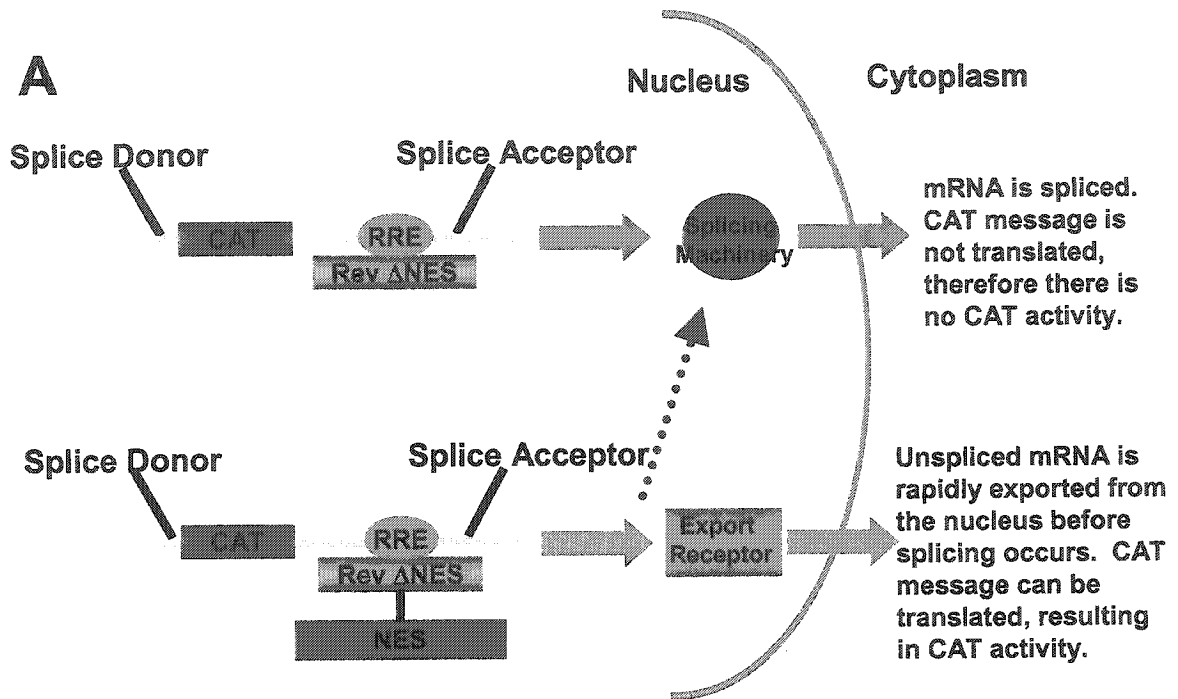 A
Nucleus
Cytoplasm
Splice Donor
Splice Acceptor
CAT
RRE
Rev ΔNES
Splicing
Machinery
mRNA is spliced.
CAT message is
not translated,
therefore there is
no CAT activity.
Splice Donor
Splice Acceptor
CAT
RRE
Rev ΔNES
NES
Export
Receptor
Unspliced mRNA is
rapidly exported from
the nucleus before
splicing occurs. CAT
message can be
translated, resulting
in CAT activity.